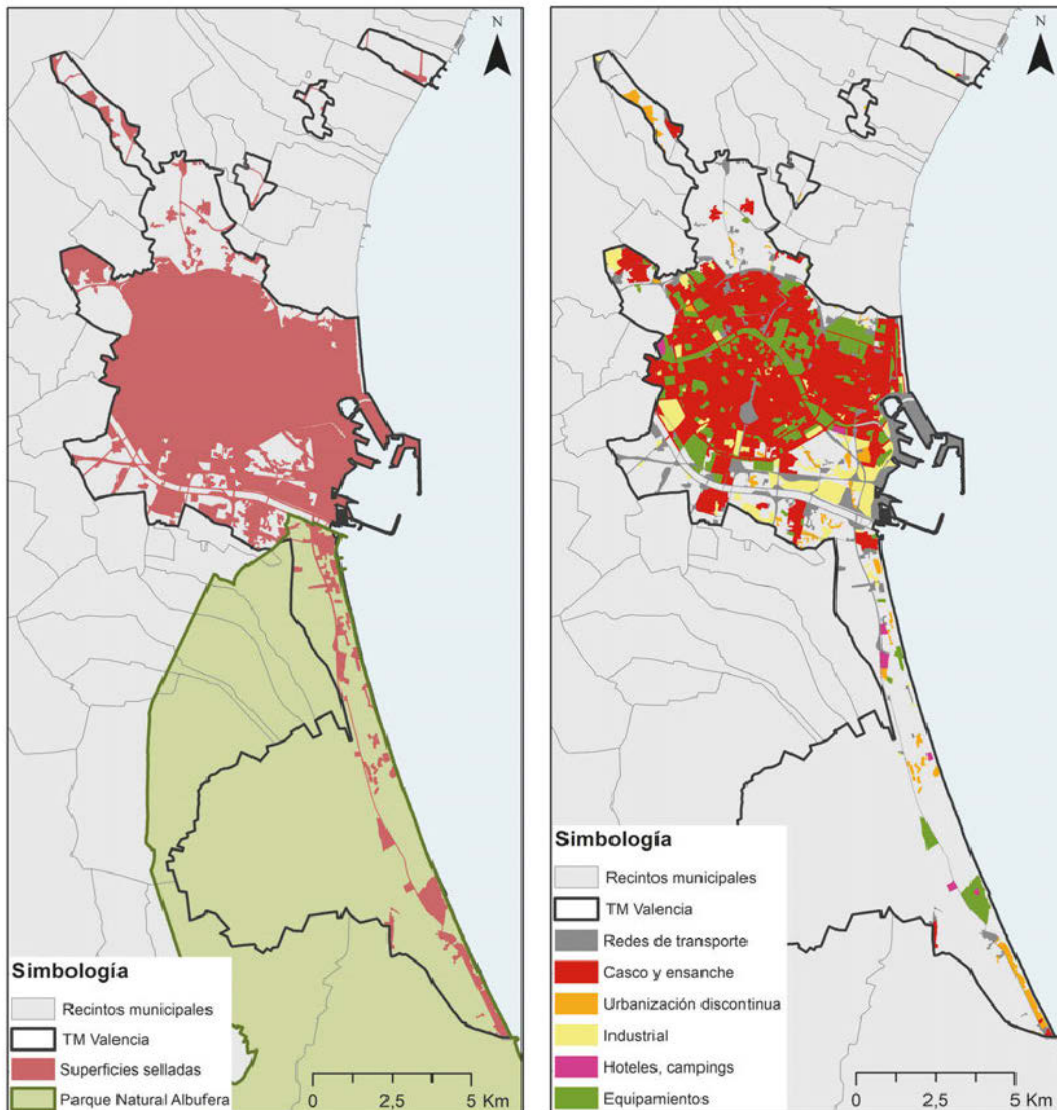 N
Simbología
Recintos municipales
TM Valencia
Superficies selladas
Parque Natural Albufera
0 2,5 5 Km
N
Simbología
Recintos municipales
TM Valencia
Redes de transporte
Casco y ensanche
Urbanización discontinua
Industrial
Hoteles, campings
Equipamientos
0 2,5 5 Km